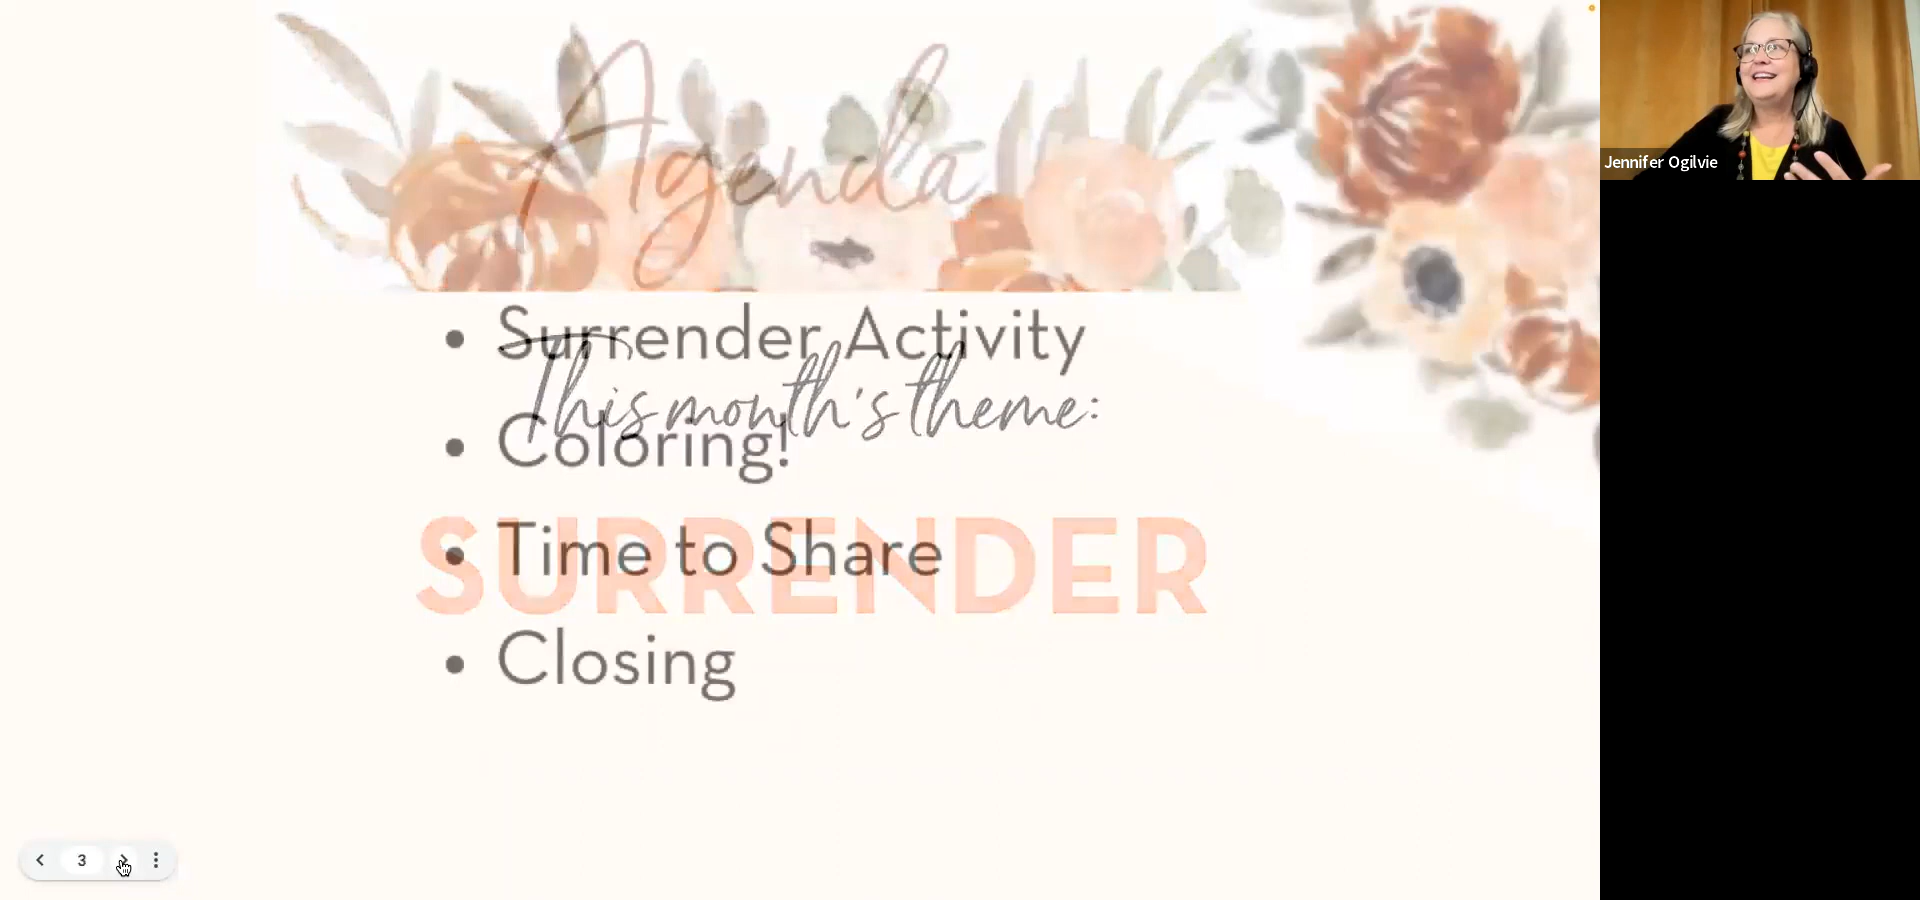 Agenda
Surrender Activity
This month's theme:
Coloring!
SURRENDER
Time to Share
Closing
3
Jennifer Ogilvie